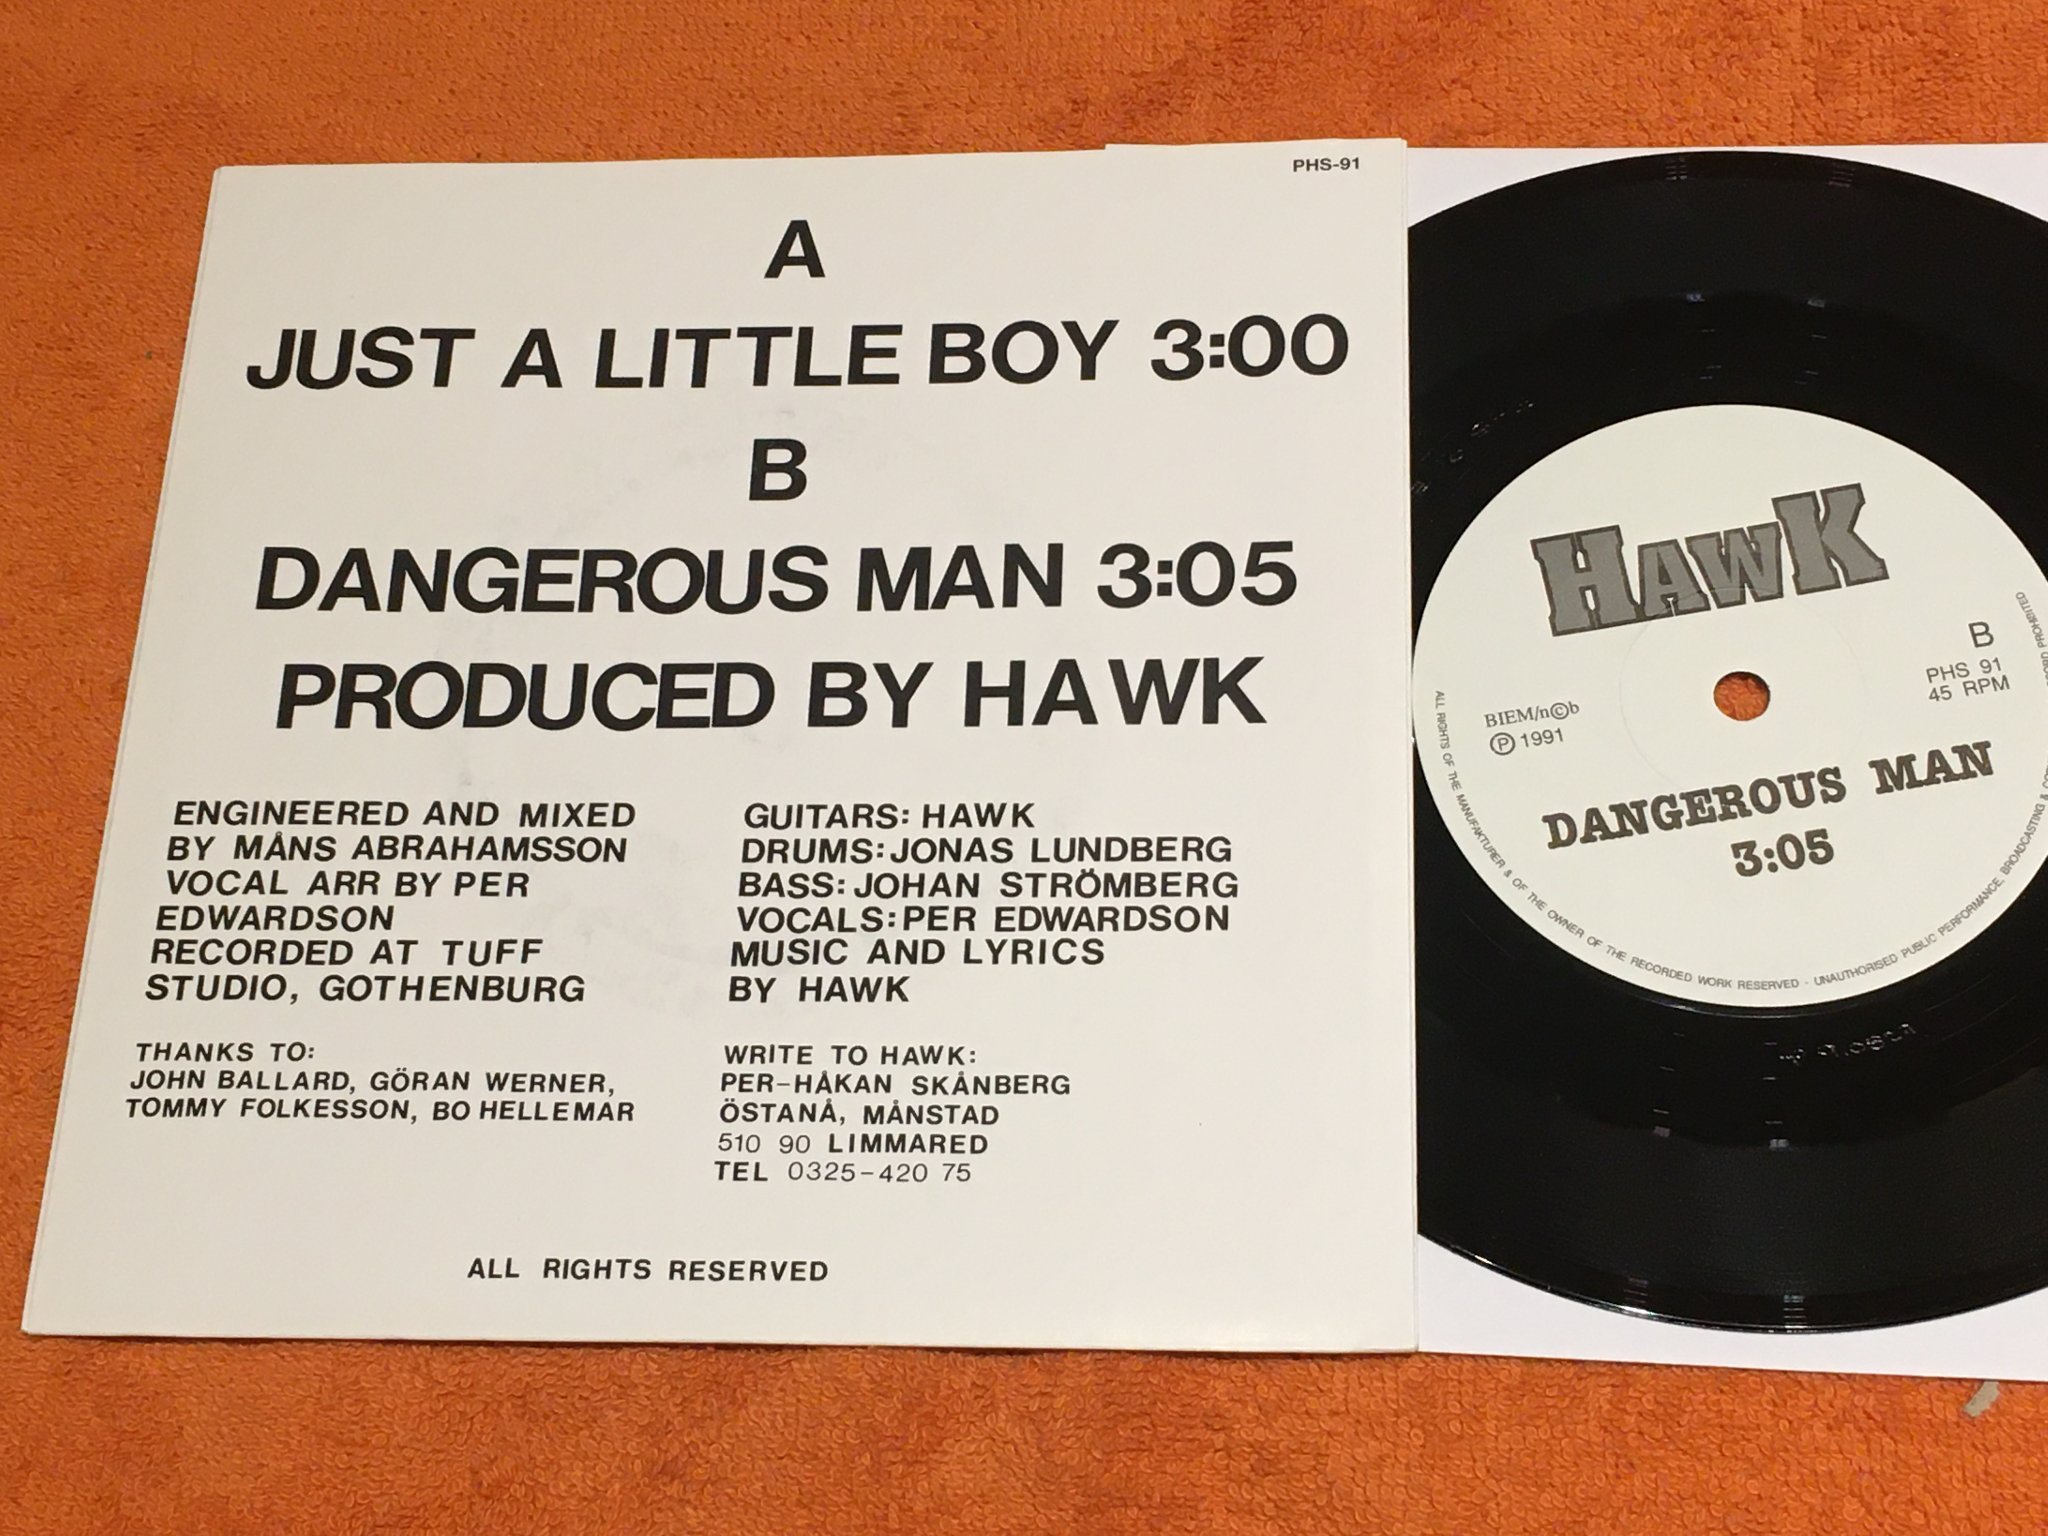 PHS-91
A
JUST A LITTLE BOY 3:00
B
DANGEROUS MAN 3:05
PRODUCED BY HAWK
ENGINEERED AND MIXED
BY MÅNS ABRAHAMSSON
VOCAL ARR BY PER
EDWARDSON
RECORDED AT TUFF
STUDIO, GOTHENBURG
GUITARS: HAWK
DRUMS: JONAS LUNDBERG
BASS: JOHAN STRÖMBERG
VOCALS: PER EDWARDSON
MUSIC AND LYRICS
BY HAWK
THANKS TO:
JOHN BALLARD, GÖRAN WERNER,
TOMMY FOLKESSON, BO HELLEMAR
WRITE TO HAWK:
PER-HÅKAN SKÅNBERG
ÖSTANÅ, MÅNSTAD
510 90 LIMMARED
TEL 0325-420 75
ALL RIGHTS RESERVED
HAWK
B
PHS 91
45 RPM
BIEM/n©b
℗ 1991
DANGEROUS MAN
3:05
ALL RIGHTS OF THE MANUFAKTURER & OF THE OWNER OF THE RECORDED WORK RESERVED - UNAUTHORISED PUBLIC PERFORMANCE, BROADCASTING & PROHIBITED